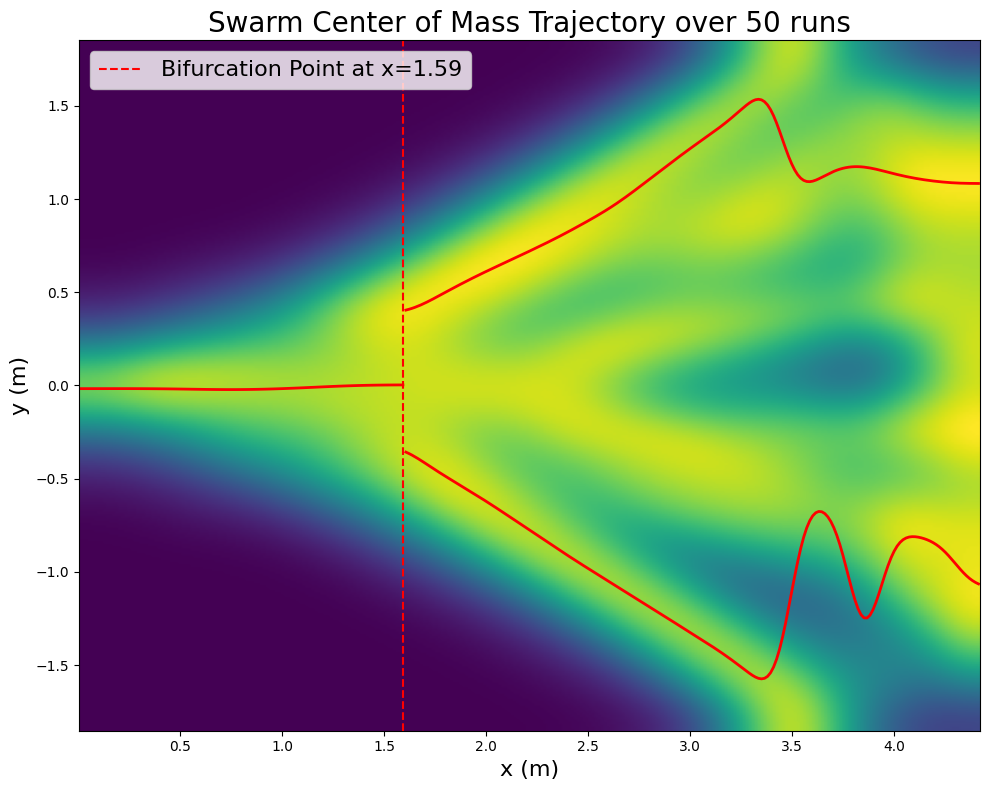 Swarm Center of Mass Trajectory over 50 runs
Bifurcation Point at x=1.59
y (m)
1.5
1.0
0.5
0.0
−0.5
−1.0
−1.5
0.5 1.0 1.5 2.0 2.5 3.0 3.5 4.0
x (m)